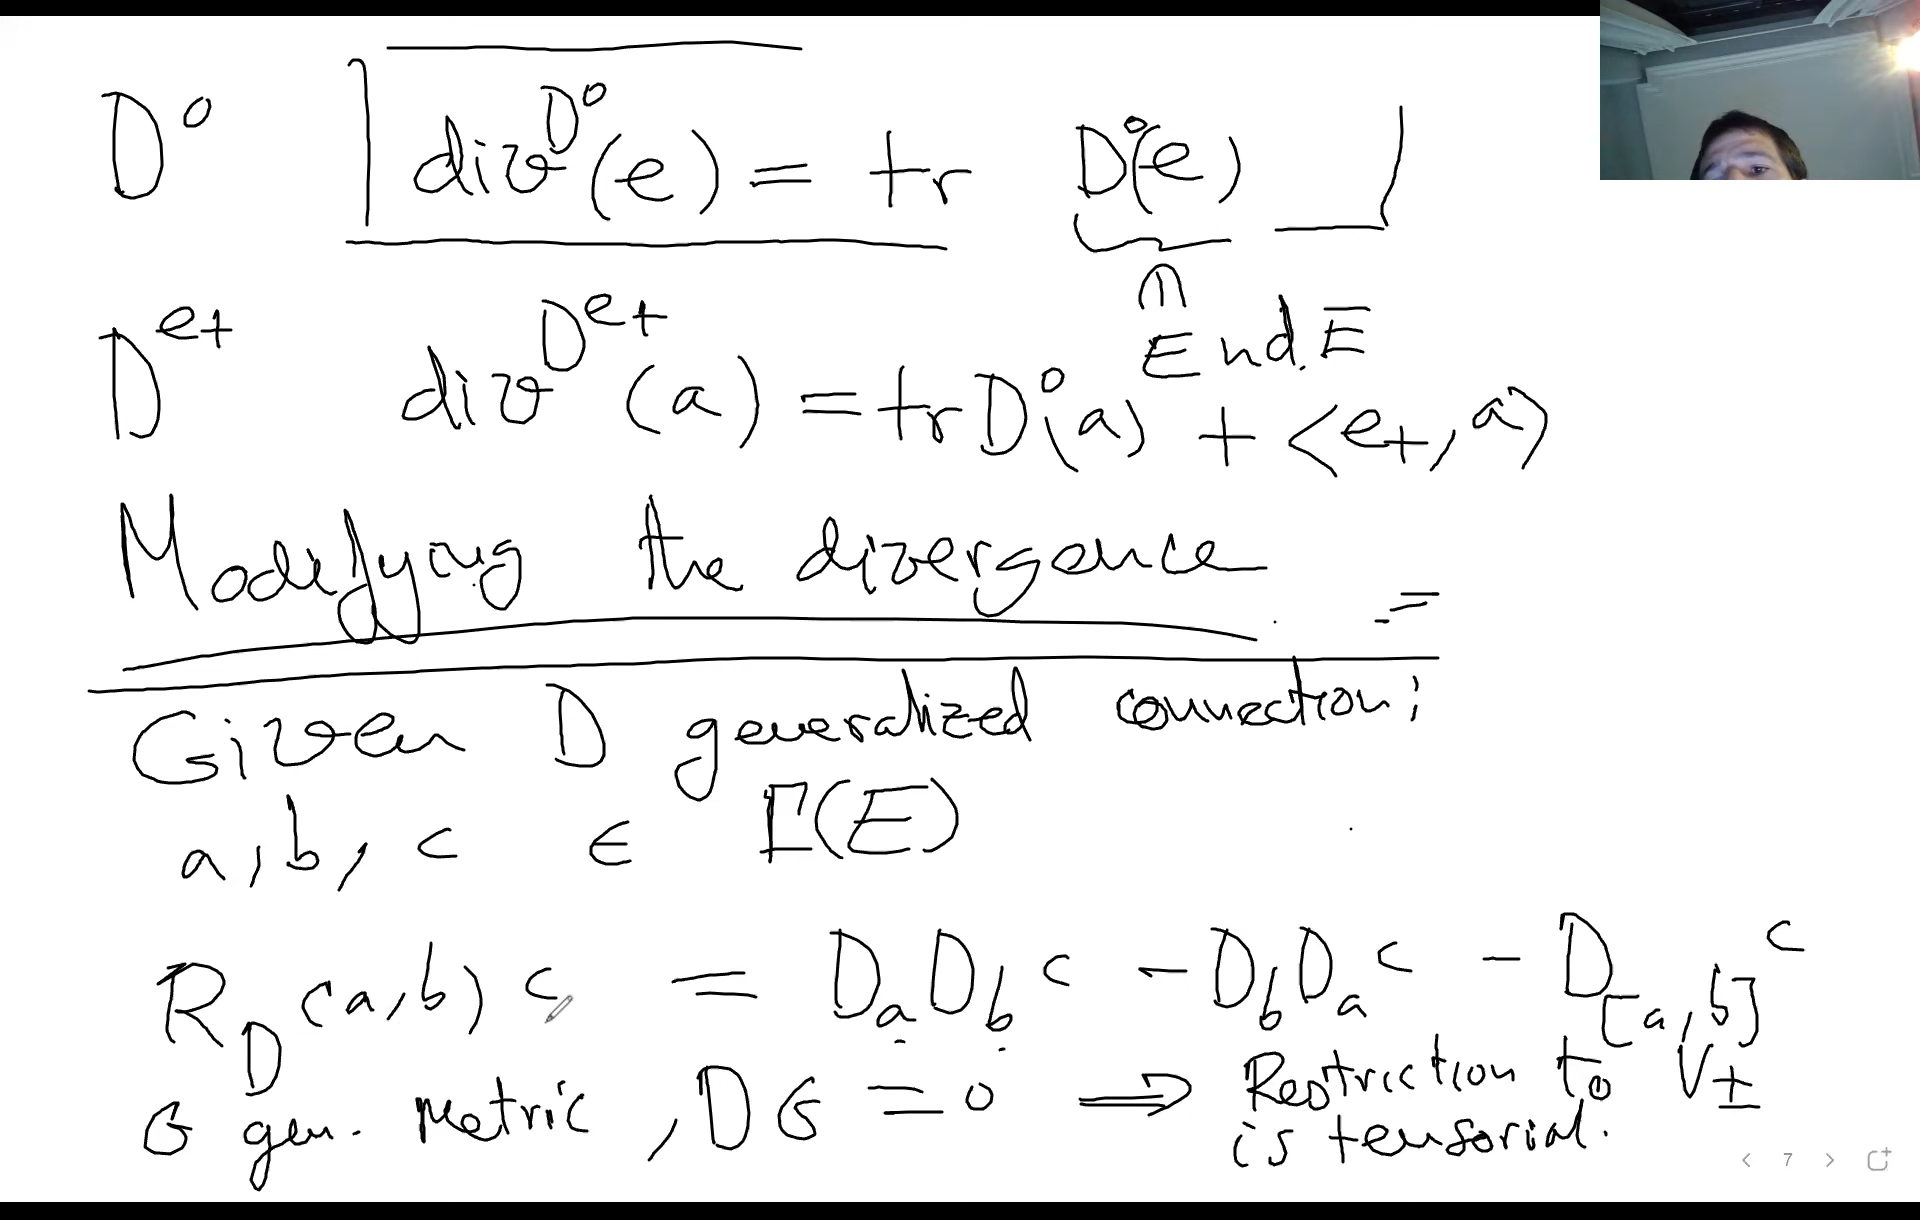 D⁰ div^{D⁰}(e) = tr D⁰(e)
∩
End E
D^{e+} div^{D^{e+}}(a) = tr D⁰(a) + <e+, a>
Modifying the divergence
Given D generalized connection:
a, b, c ∈ Γ(E)
R_D(a,b)c = D_a D_b c - D_b D_a c - D_{[a,b]} c
G gen. metric, DG = 0 ⟹ Restriction to V±
is tensorial.
7